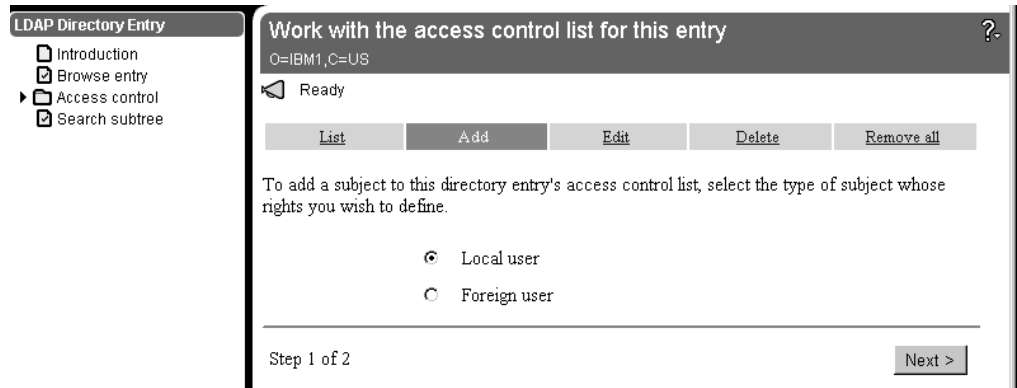 LDAP Directory Entry
Introduction
Browse entry
Access control
Search subtree
Work with the access control list for this entry
?
O=IBM1,C=US
Ready
List Add Edit Delete Remove all
To add a subject to this directory entry's access control list, select the type of subject whose
rights you wish to define.
Local user
Foreign user
Step 1 of 2
Next >